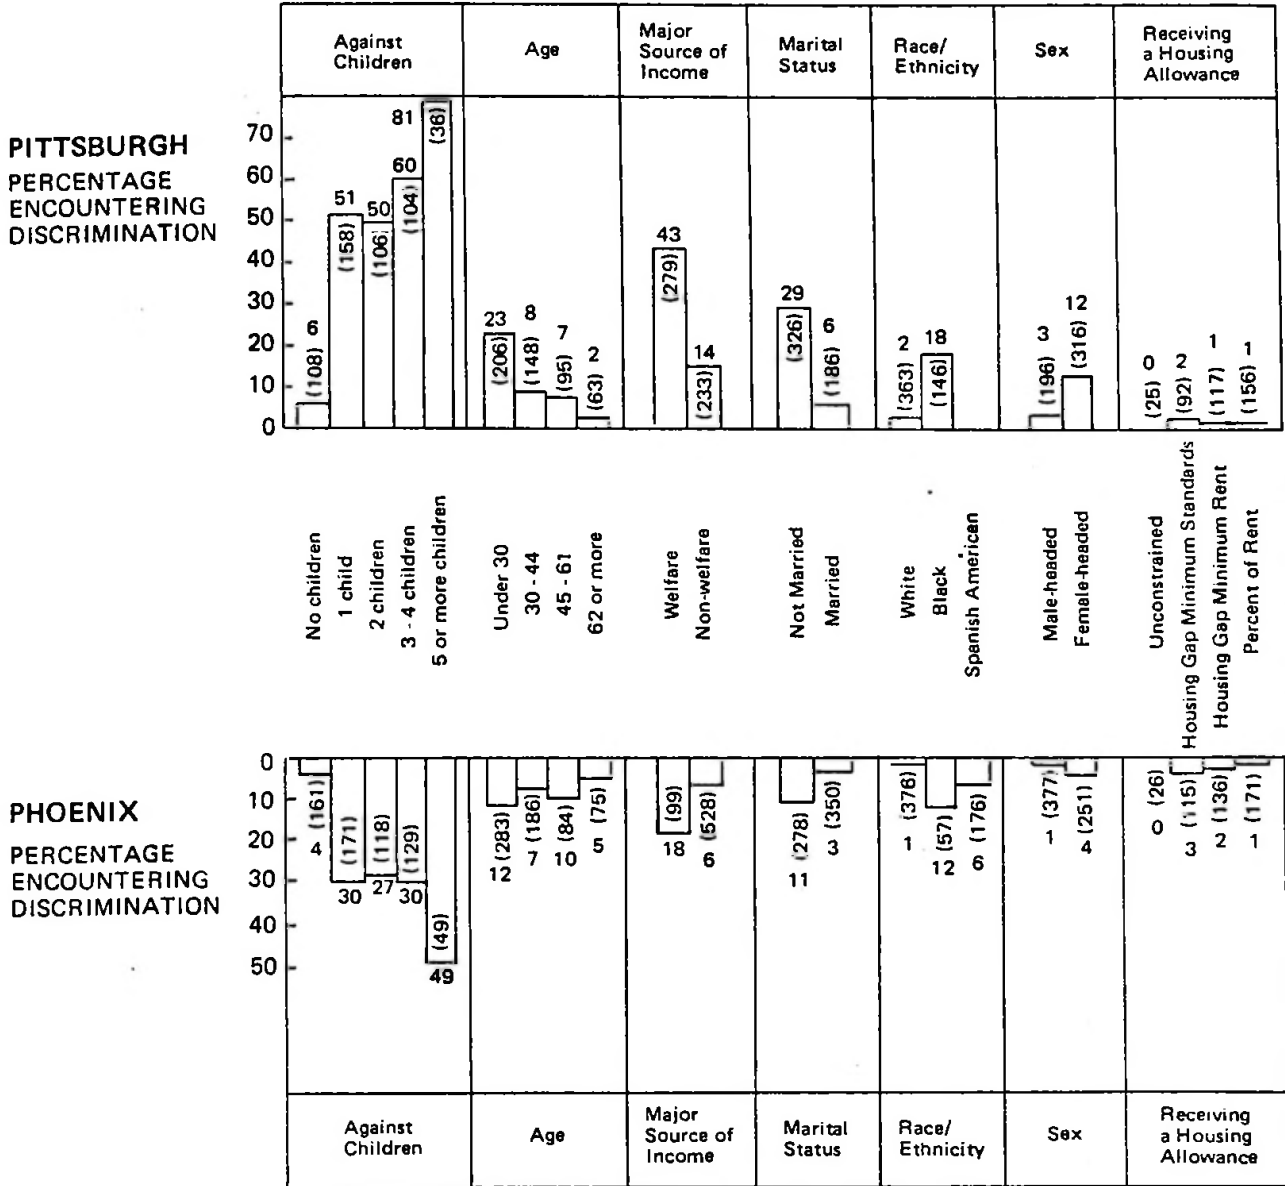 Against
Children
Age
Major
Source of
Income
Marital
Status
Race/
Ethnicity
Sex
Receiving
a Housing
Allowance
PITTSBURGH
PERCENTAGE
ENCOUNTERING
DISCRIMINATION
70
60
50
40
30
20
10
0
6
(108)
51
(158)
50
(106)
60
(104)
81
(36)
23
(206)
8
(148)
7
(95)
2
(63)
43
(279)
14
(233)
29
(326)
6
(186)
2
(363)
18
(146)
3
(196)
12
(316)
0
(25)
2
(92)
1
(117)
1
(156)
No children
1 child
2 children
3 - 4 children
5 or more children
Under 30
30 - 44
45 - 61
62 or more
Welfare
Non-welfare
Not Married
Married
White
Black
Spanish American
Male-headed
Female-headed
Unconstrained
Housing Gap Minimum Standards
Housing Gap Minimum Rent
Percent of Rent
PHOENIX
PERCENTAGE
ENCOUNTERING
DISCRIMINATION
0
10
20
30
40
50
4 (161)
30 (171)
27 (118)
30 (129)
49 (49)
12 (283)
7 (186)
10 (84)
5 (75)
18 (99)
6 (528)
11 (278)
3 (350)
1 (376)
12 (57)
6 (176)
1 (377)
4 (251)
0 (26)
3 (115)
2 (136)
1 (171)
Against
Children
Age
Major
Source of
Income
Marital
Status
Race/
Ethnicity
Sex
Receiving
a Housing
Allowance